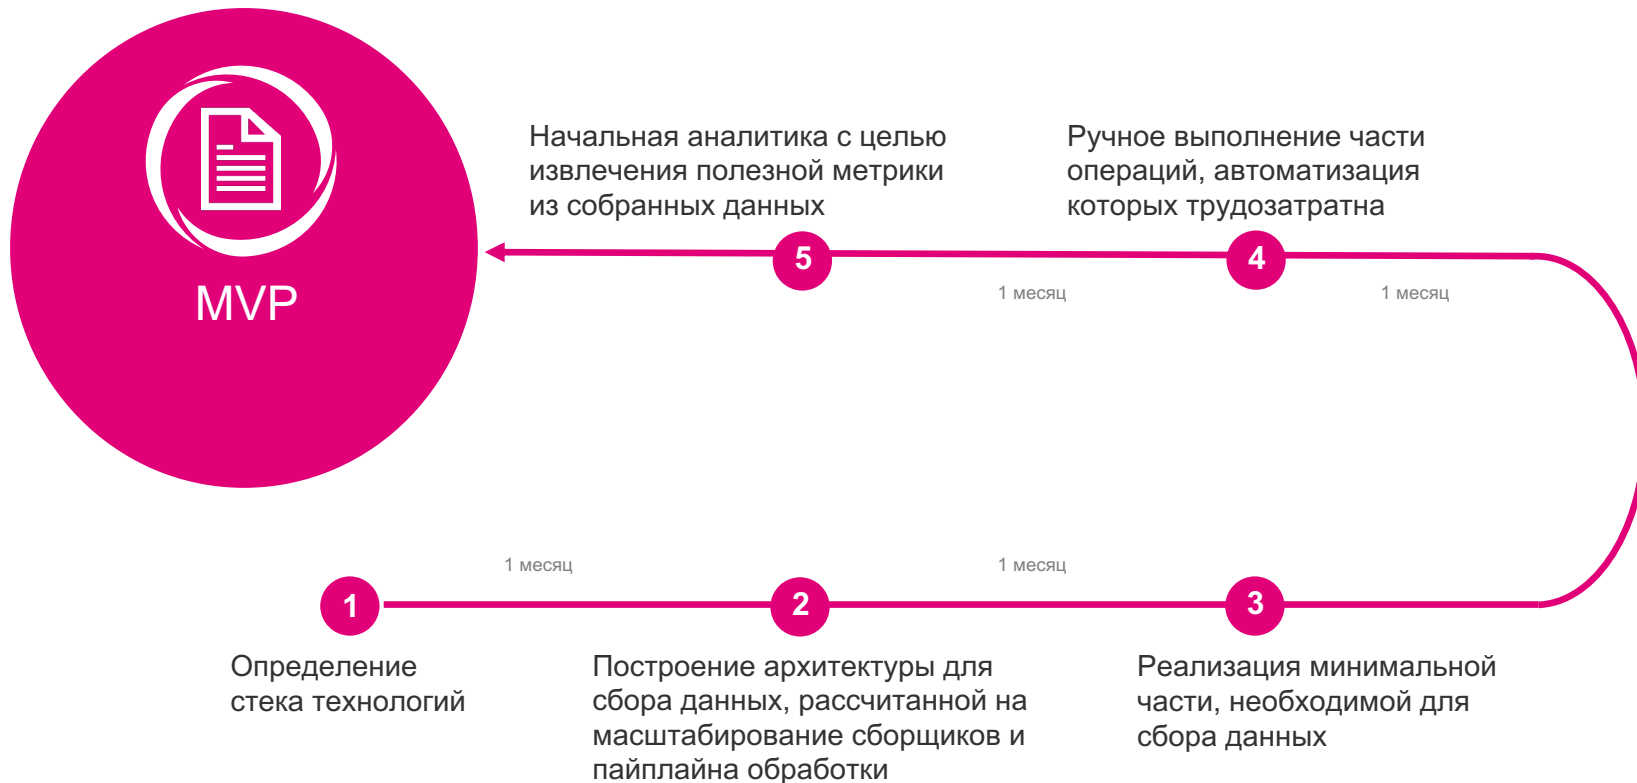 MVP
Начальная аналитика с целью
извлечения полезной метрики
из собранных данных
Ручное выполнение части
операций, автоматизация
которых трудозатратна
5
4
1 месяц
1 месяц
1 месяц
1 месяц
1
2
3
Определение
стека технологий
Построение архитектуры для
сбора данных, рассчитанной на
масштабирование сборщиков и
пайплайна обработки
Реализация минимальной
части, необходимой для
сбора данных